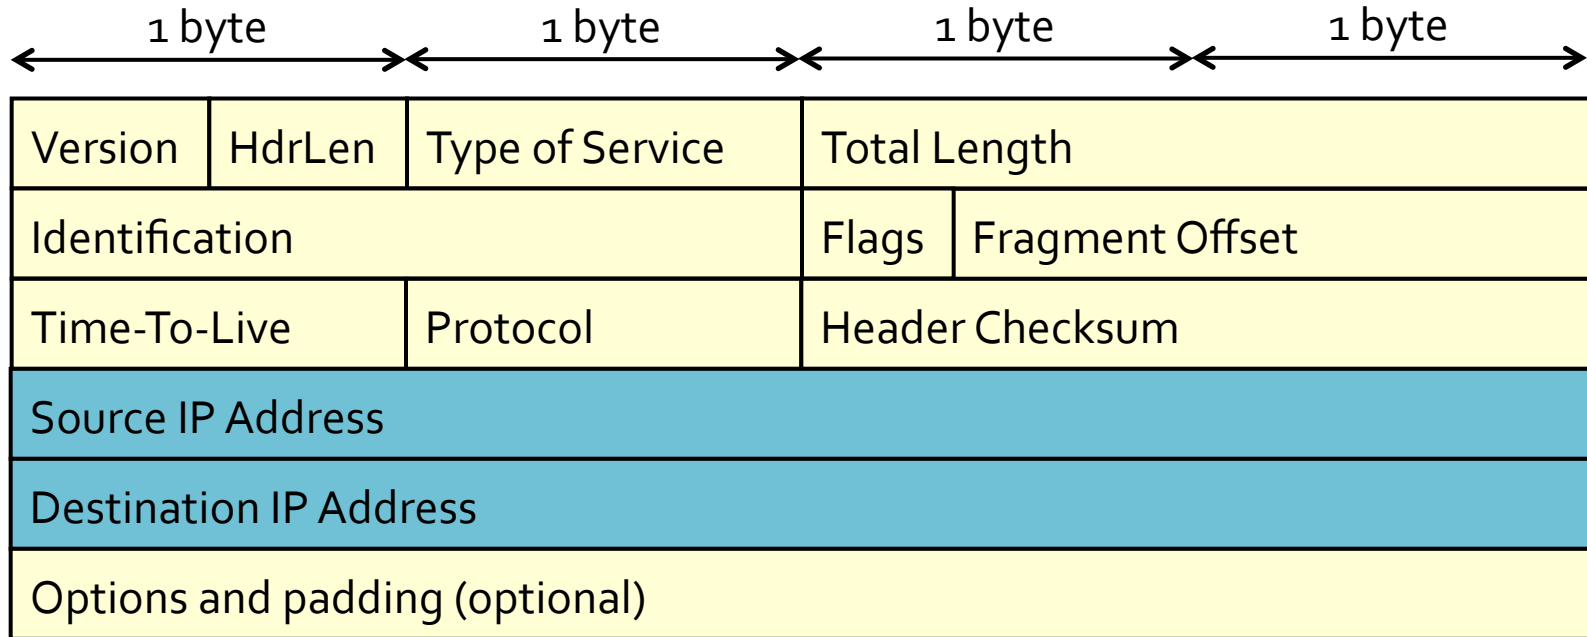 1 byte 1 byte 1 byte 1 byte
Version HdrLen Type of Service Total Length
Identification Flags Fragment Offset
Time-To-Live Protocol Header Checksum
Source IP Address
Destination IP Address
Options and padding (optional)